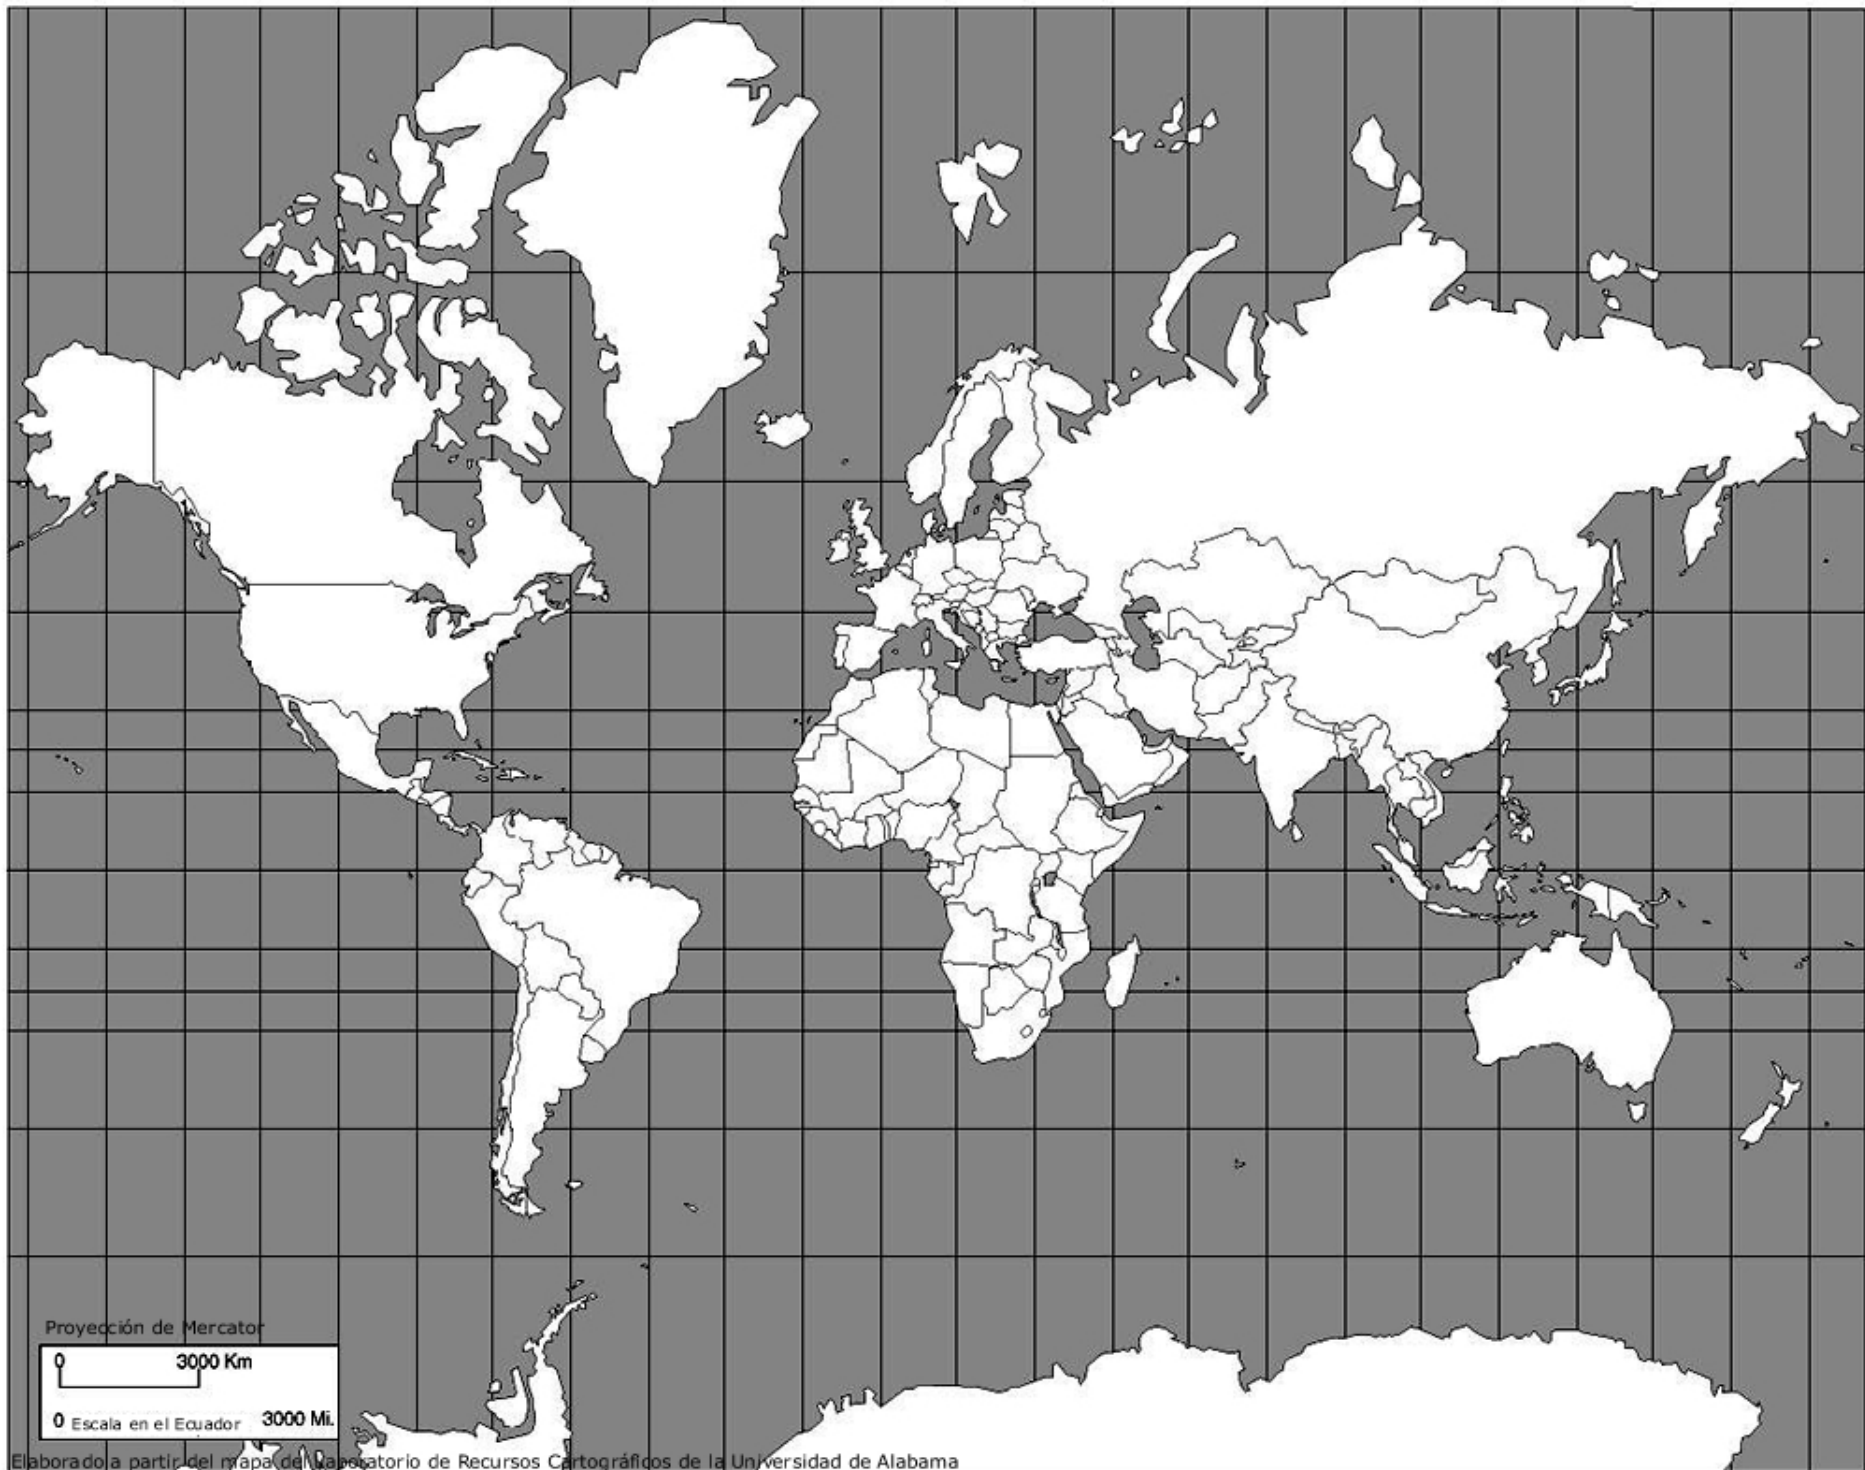 Proyección de Mercator
0 3000 Km
0 Escala en el Ecuador 3000 Mi.
Elaborado a partir del mapa del Laboratorio de Recursos Cartográficos de la Universidad de Alabama